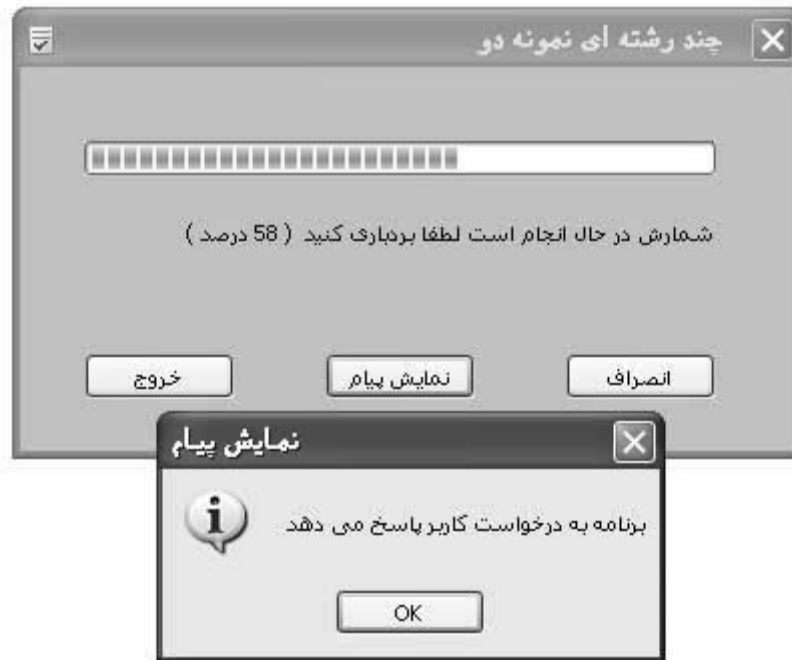 چند رشته ای نمونه دو
شمارش در حال انجام است لطفا بردباری کنید ( 58 درصد )
انصراف
نمایش پیام
خروج
نمایش پیام
برنامه به درخواست کاربر پاسخ می دهد
OK